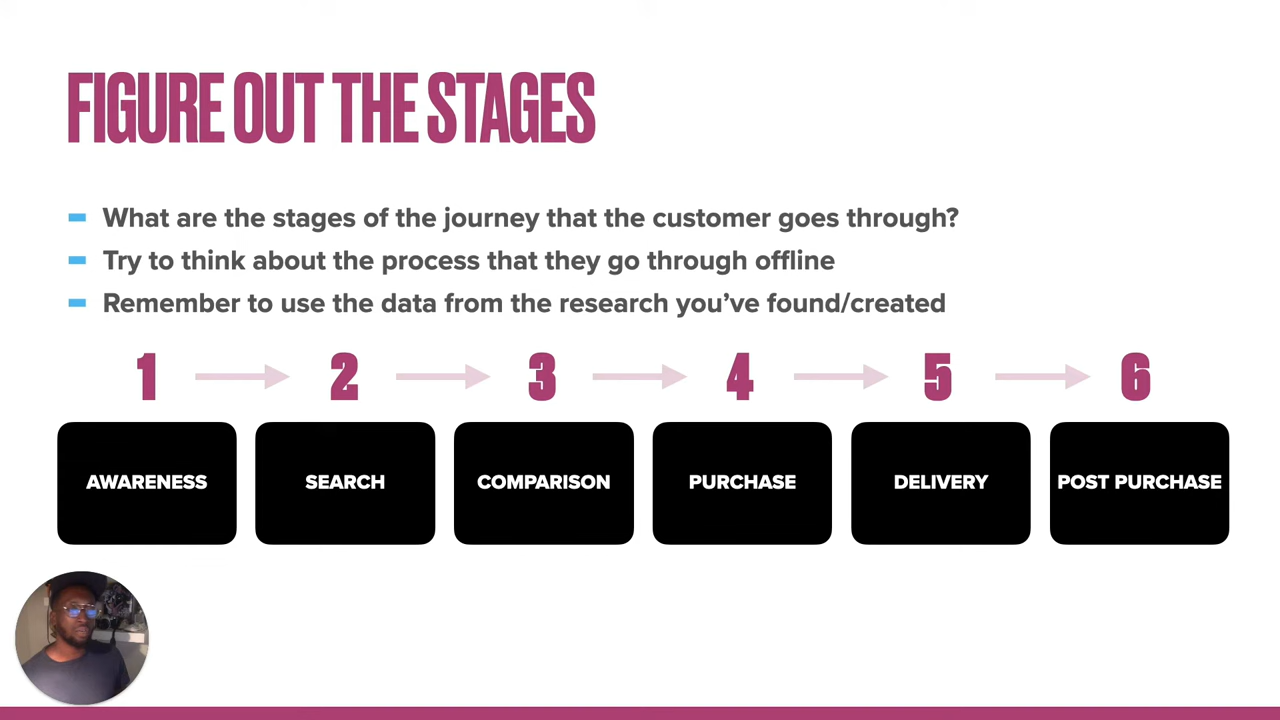 FIGURE OUT THE STAGES
What are the stages of the journey that the customer goes through?
Try to think about the process that they go through offline
Remember to use the data from the research you’ve found/created
1 2 3 4 5 6
AWARENESS SEARCH COMPARISON PURCHASE DELIVERY POST PURCHASE